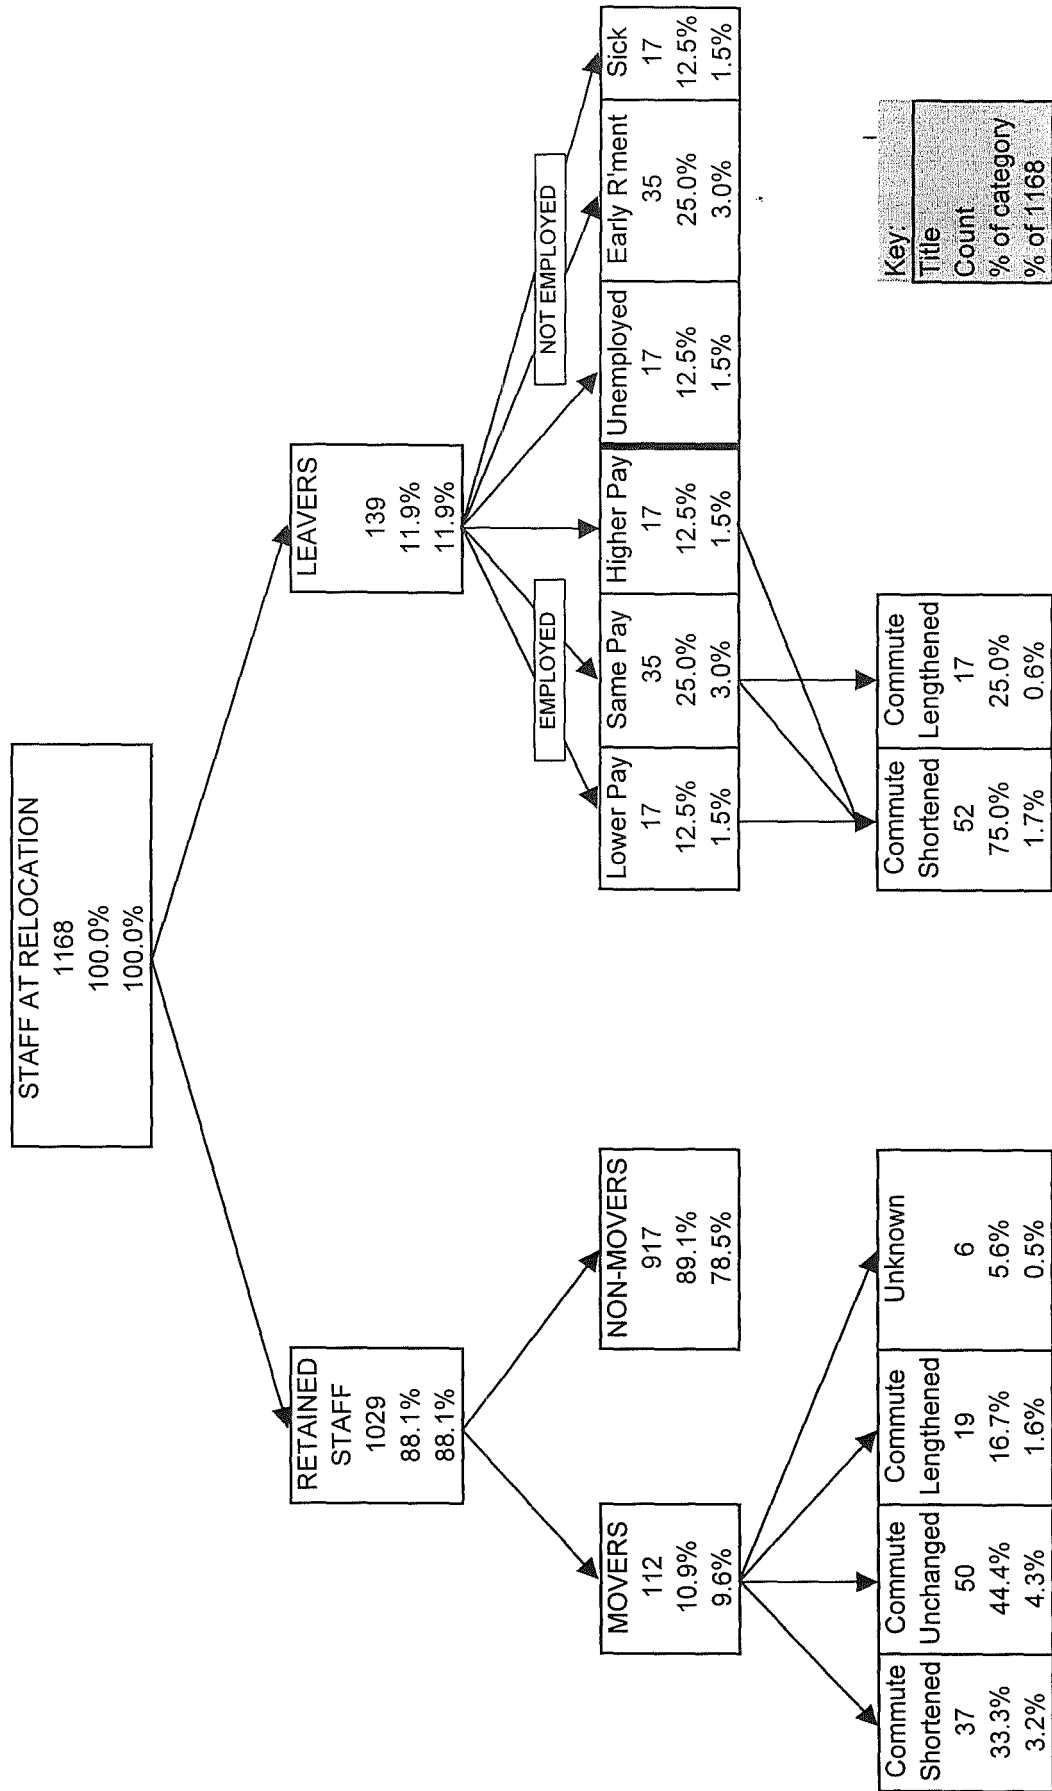 STAFF AT RELOCATION
1168
100.0%
100.0%
RETAINED
STAFF
1029
88.1%
88.1%
LEAVERS
139
11.9%
11.9%
MOVERS
112
10.9%
9.6%
NON-MOVERS
917
89.1%
78.5%
EMPLOYED
NOT EMPLOYED
Lower Pay
17
12.5%
1.5%
Same Pay
35
25.0%
3.0%
Higher Pay
17
12.5%
1.5%
Unemployed
17
12.5%
1.5%
Early R'ment
35
25.0%
3.0%
Sick
17
12.5%
1.5%
Commute
Shortened
37
33.3%
3.2%
Commute
Unchanged
50
44.4%
4.3%
Commute
Lengthened
19
16.7%
1.6%
Unknown
6
5.6%
0.5%
Commute
Shortened
52
75.0%
1.7%
Commute
Lengthened
17
25.0%
0.6%
Key:
Title
Count
% of category
% of 1168